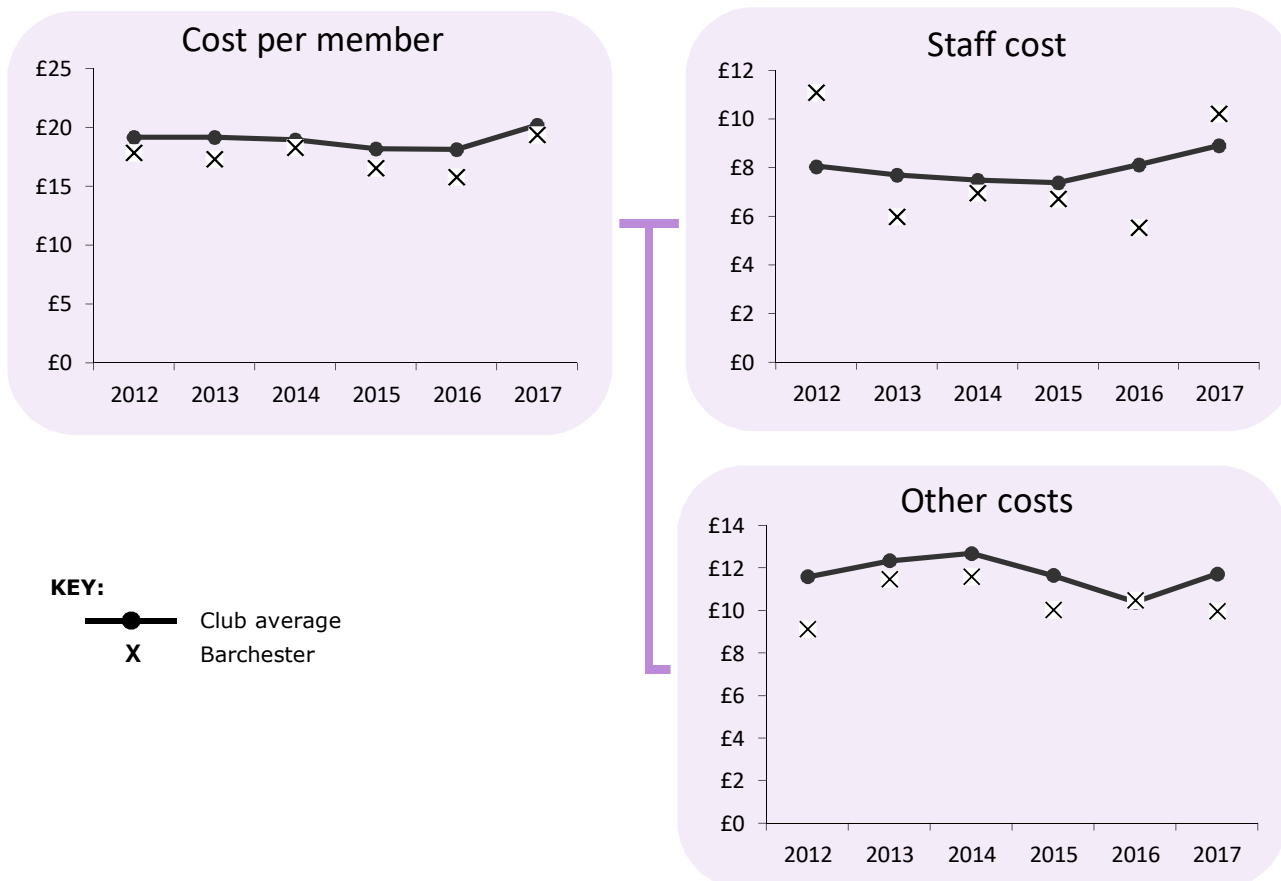 Cost per member
£25
£20
£15
£10
£5
£0
2012 2013 2014 2015 2016 2017
Staff cost
£12
£10
£8
£6
£4
£2
£0
2012 2013 2014 2015 2016 2017
KEY:
Club average
X Barchester
Other costs
£14
£12
£10
£8
£6
£4
£2
£0
2012 2013 2014 2015 2016 2017